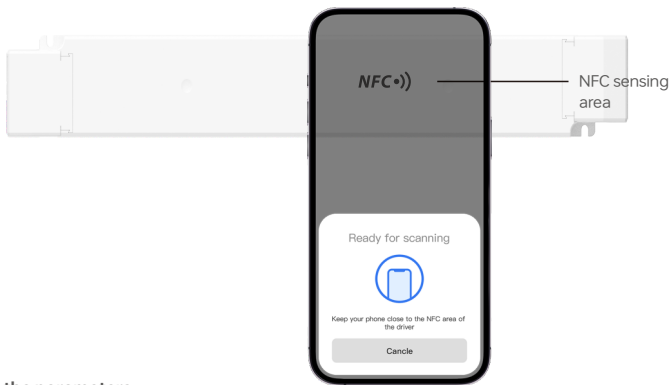 NFC
NFC sensing
area
Ready for scanning
Keep your phone close to the NFC area of
the driver
Cancle